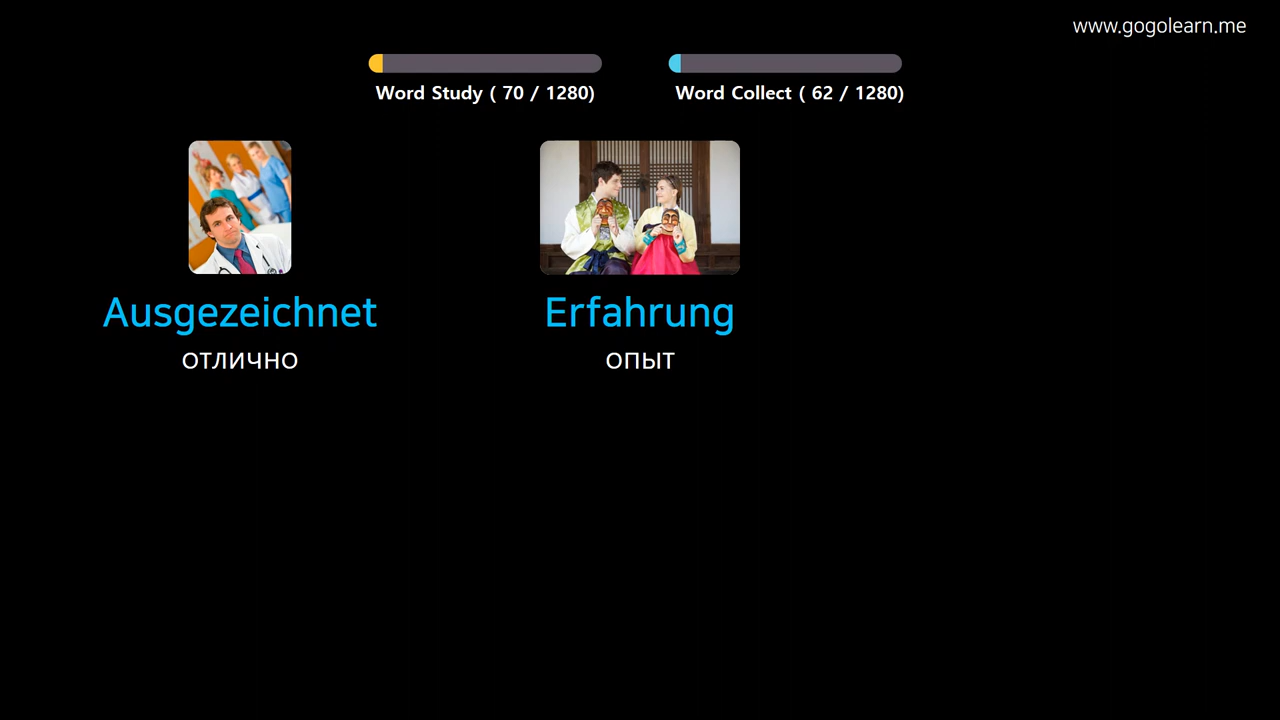 www.gogolearn.me
Word Study ( 70 / 1280)
Word Collect ( 62 / 1280)
Ausgezeichnet
отлично
Erfahrung
опыт